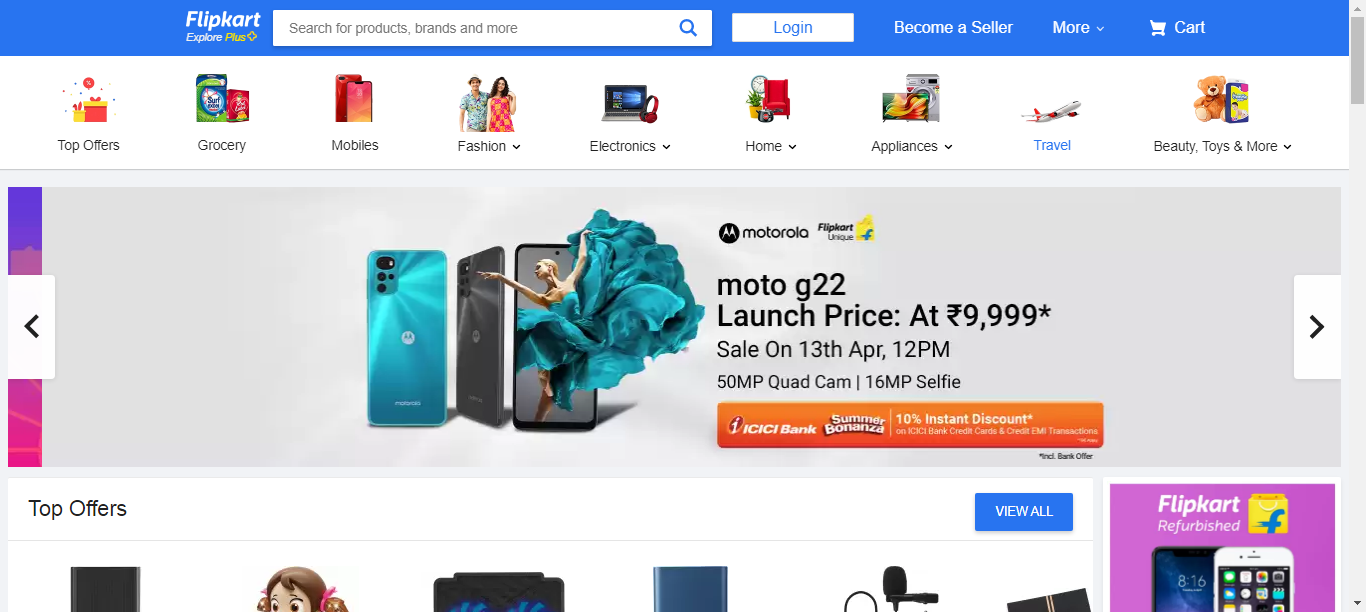 Flipkart
Explore Plus
Search for products, brands and more
Login
Become a Seller
More
Cart
Top Offers
Grocery
Mobiles
Fashion
Electronics
Home
Appliances
Travel
Beauty, Toys & More
motorola
Flipkart
Unique
moto g22
Launch Price: At ₹9,999*
Sale On 13th Apr, 12PM
50MP Quad Cam | 16MP Selfie
ICICI Bank
Summer
Bonanza
10% Instant Discount*
on ICICI Bank Credit Cards & Credit EMI Transactions
*Incl. Bank Offer
Top Offers
VIEW ALL
Flipkart
Refurbished
8:16